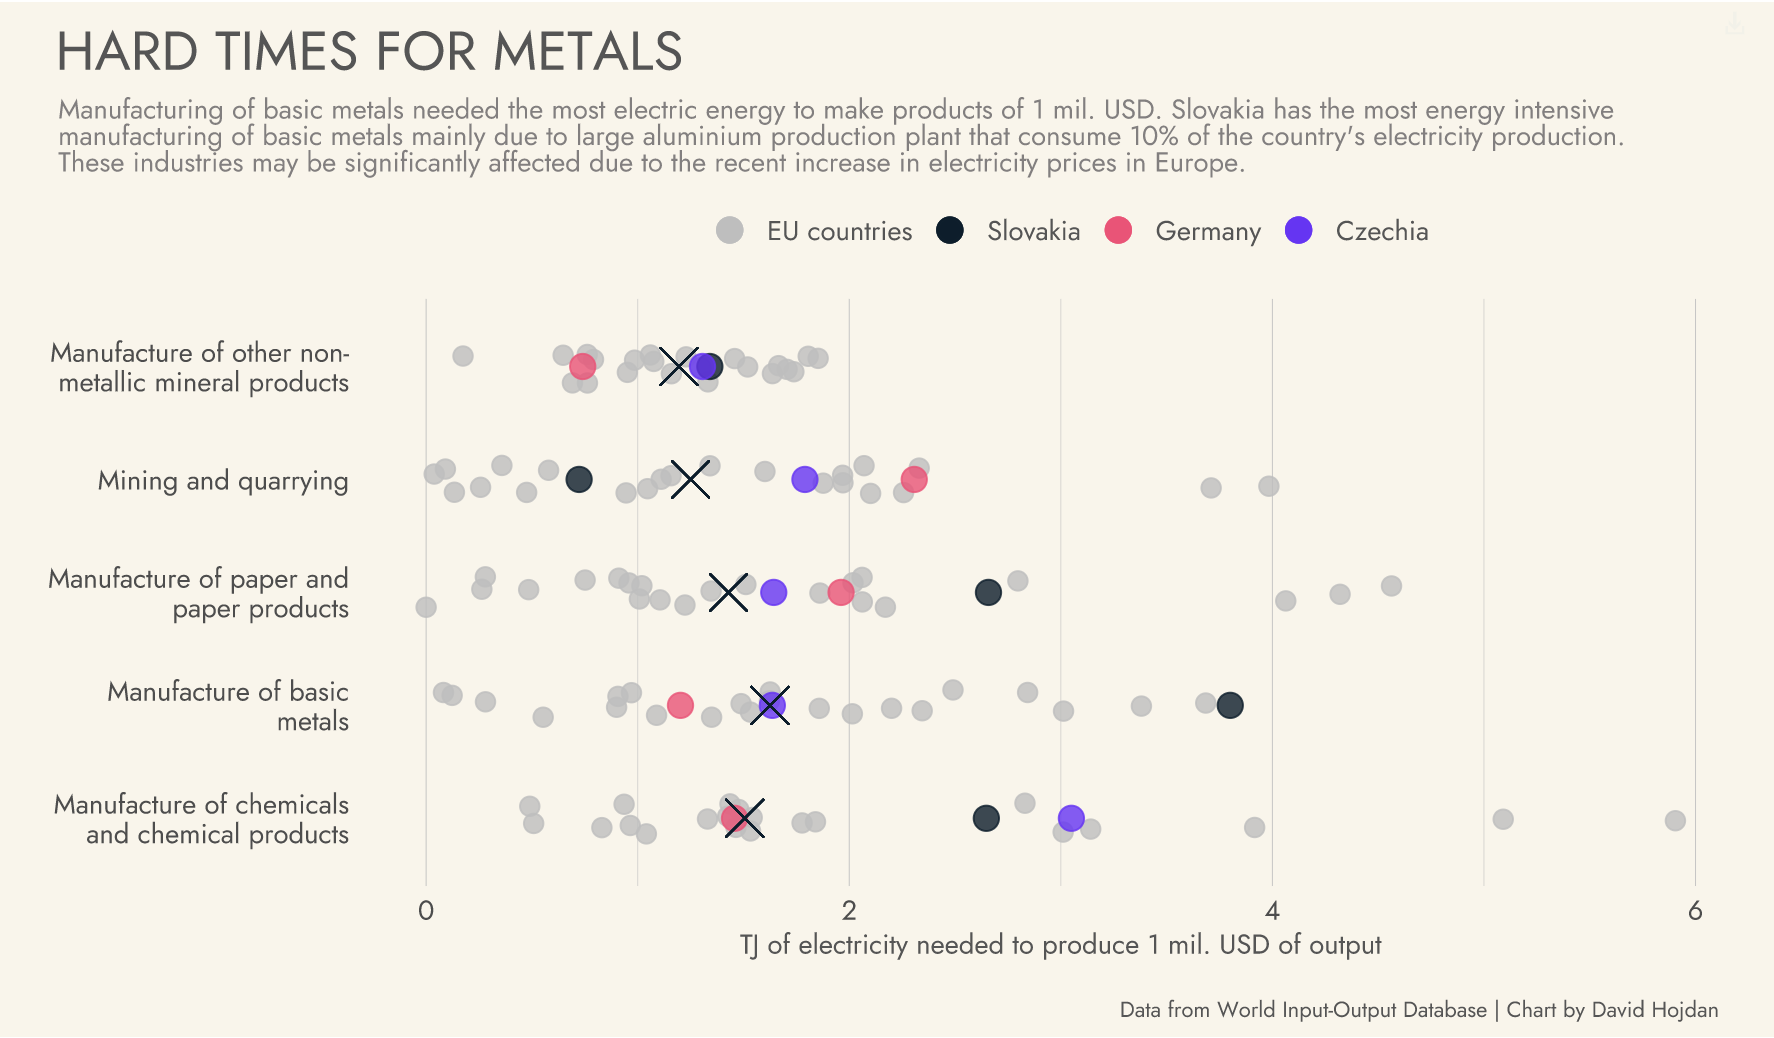 HARD TIMES FOR METALS
Manufacturing of basic metals needed the most electric energy to make products of 1 mil. USD. Slovakia has the most energy intensive
manufacturing of basic metals mainly due to large aluminium production plant that consume 10% of the country's electricity production.
These industries may be significantly affected due to the recent increase in electricity prices in Europe.
EU countries Slovakia Germany Czechia
Manufacture of other non-
metallic mineral products
Mining and quarrying
Manufacture of paper and
paper products
Manufacture of basic
metals
Manufacture of chemicals
and chemical products
0 2 4 6
TJ of electricity needed to produce 1 mil. USD of output
Data from World Input-Output Database | Chart by David Hojdan